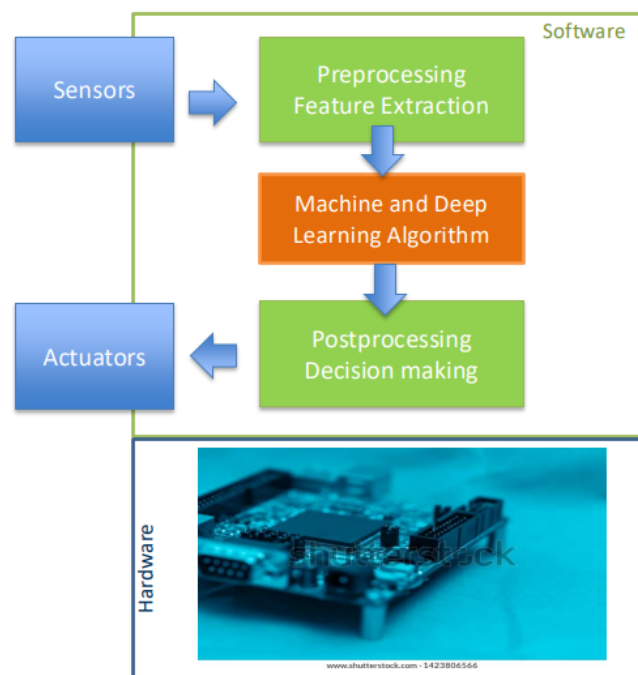 Software
Sensors
Preprocessing
Feature Extraction
Machine and Deep
Learning Algorithm
Actuators
Postprocessing
Decision making
Hardware
shutterstock
www.shutterstock.com · 1423806566